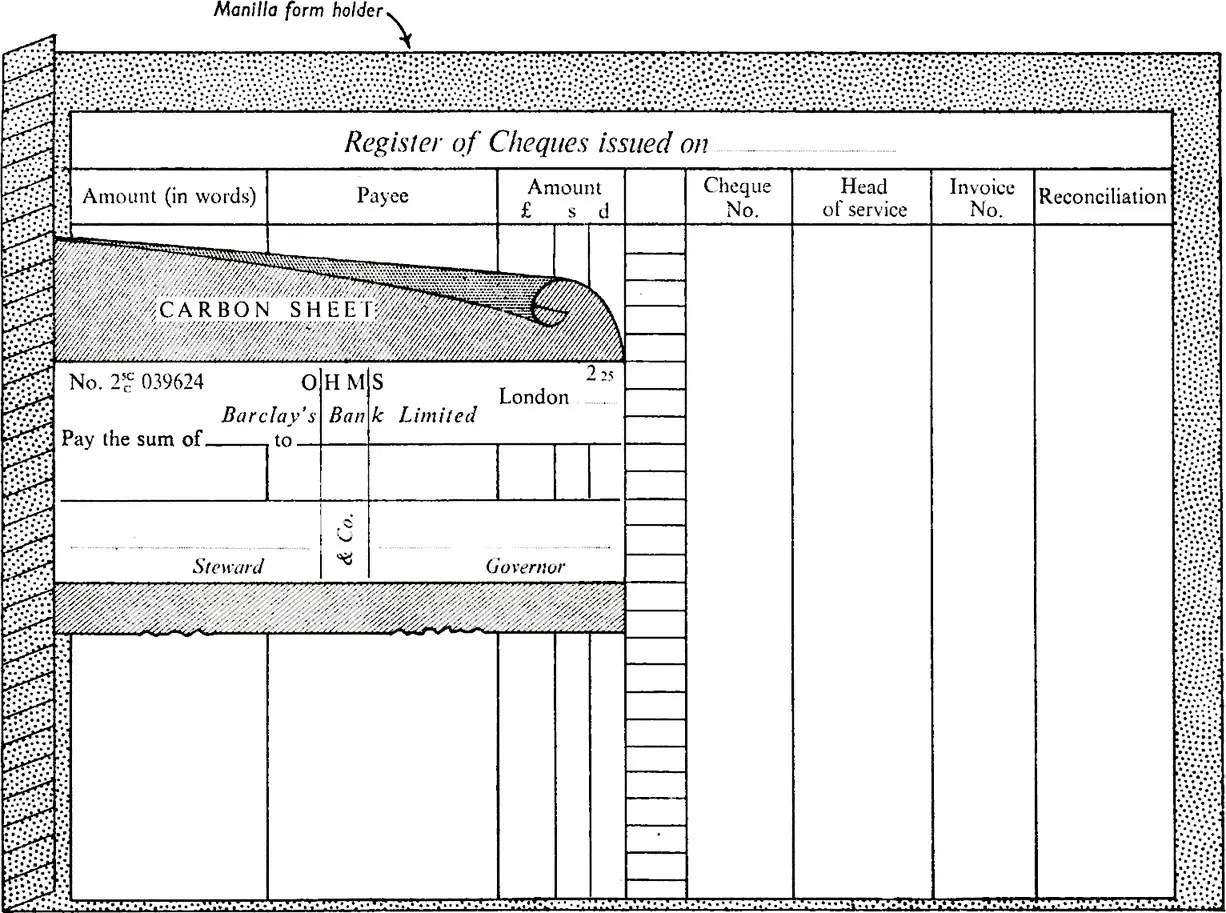 Manilla form holder
Register of Cheques issued on
Amount (in words) Payee Amount £ s d Cheque No. Head of service Invoice No. Reconciliation
CARBON SHEET
No. 2 SC C 039624 O H M S 2 25
London
Barclay's Bank Limited
Pay the sum of to
& Co.
Steward Governor